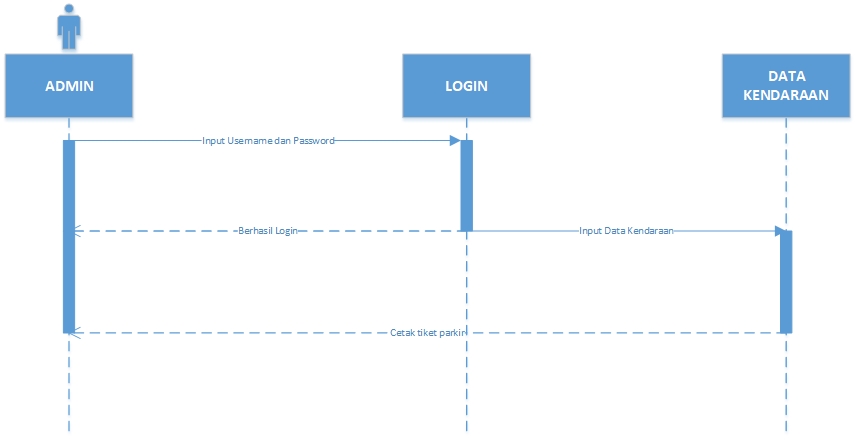 ADMIN
LOGIN
DATA
KENDARAAN
Input Username dan Password
Berhasil Login
Input Data Kendaraan
Cetak tiket parkir